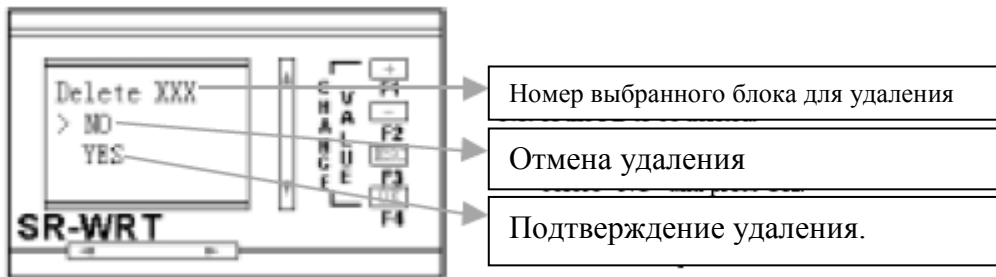 Delete XXX
> NO
YES
CHANGE
VALUE
+
F1
-
F2
F3
F4
SR-WRT
Номер выбранного блока для удаления
Отмена удаления
Подтверждение удаления.